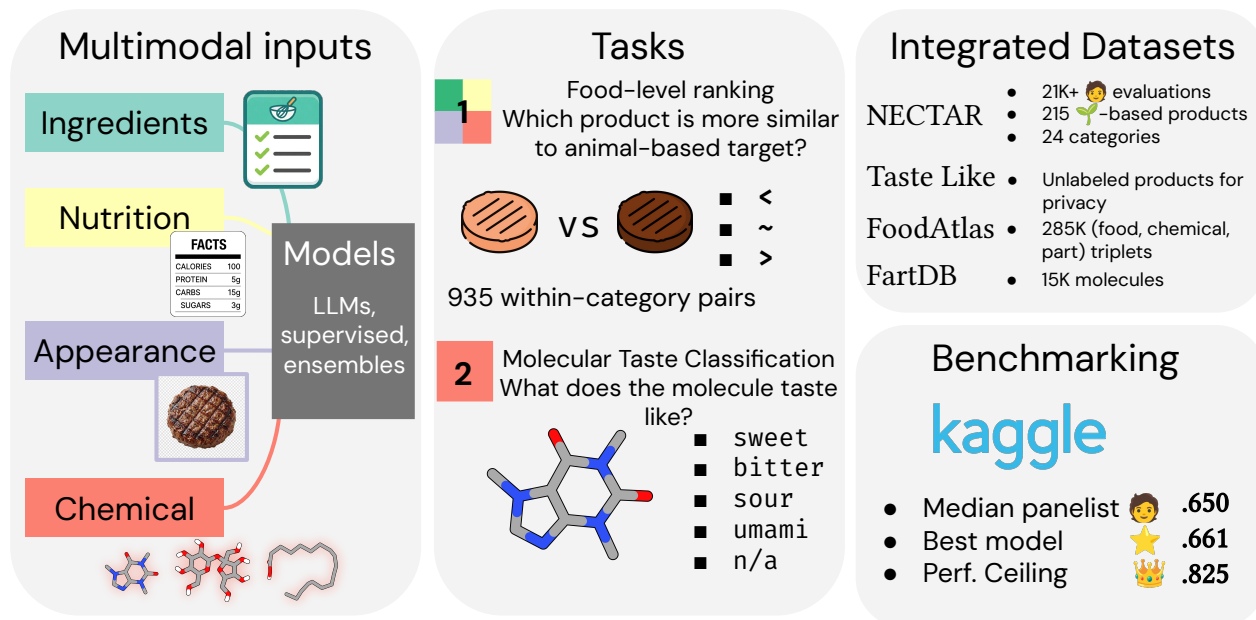 Multimodal inputs
Ingredients
Nutrition
FACTS
CALORIES 100
PROTEIN 5g
CARBS 15g
SUGARS 3g
Appearance
Chemical
Models
LLMs,
supervised,
ensembles
Tasks
1
Food-level ranking
Which product is more similar
to animal-based target?
VS
<
~
>
935 within-category pairs
2
Molecular Taste Classification
What does the molecule taste
like?
sweet
bitter
sour
umami
n/a
Integrated Datasets
NECTAR
21K+ 🧑 evaluations
215 🌱-based products
24 categories
Taste Like
Unlabeled products for
privacy
FoodAtlas
285K (food, chemical,
part) triplets
FartDB
15K molecules
Benchmarking
kaggle
Median panelist 🧑 .650
Best model ⭐ .661
Perf. Ceiling 👑 .825